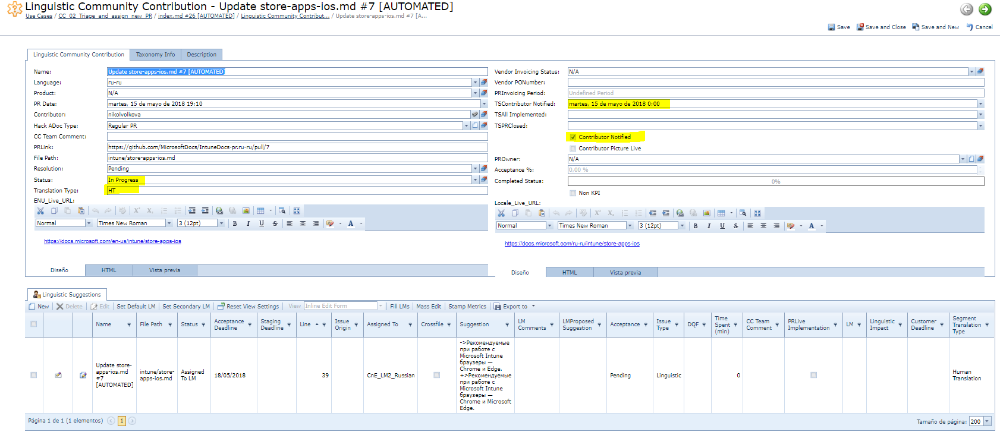 Linguistic Community Contribution - Update store-apps-ios.md #7 [AUTOMATED]
Use Cases / CC_02_Triage_and_assign_new_PR / index.md #26 [AUTOMATED] / Linguistic Community Contribut... / Update store-apps-ios.md #7 [A...
Save Save and Close Save and New Cancel
Linguistic Community Contribution Taxonomy Info Description
Name: Update store-apps-ios.md #7 [AUTOMATED]
Language: ru-ru
Product: N/A
PR Date: martes, 15 de mayo de 2018 19:10
Contributor: nikolvolkova
Hack ADoc Type: Regular PR
CC Team Comment:
PRLink: https://github.com/MicrosoftDocs/IntuneDocs-pr.ru-ru/pull/7
File Path: intune/store-apps-ios.md
Resolution: Pending
Status: In Progress
Translation Type: HT
ENU_Live_URL:
Normal Times New Roman 3 (12pt) B I U S A
https://docs.microsoft.com/en-us/intune/store-apps-ios
Diseño HTML Vista previa
Vendor Invoicing Status: N/A
Vendor PONumber:
PRInvoicing Period: Undefined Period
TSContributor Notified: martes, 15 de mayo de 2018 0:00
TSAll Implemented:
TSPRClosed:
Contributor Notified
Contributor Picture Live
PROwner: N/A
Acceptance %: 0,00 %
Completed Status: 0%
Non KPI
Locale_Live_URL:
Normal Times New Roman 3 (12pt) B I U S A
https://docs.microsoft.com/ru-ru/intune/store-apps-ios
Diseño HTML Vista previa
Linguistic Suggestions
New Delete Edit Set Default LM Set Secondary LM Reset View Settings View Inline Edit Form Fill LMs Mass Edit Stamp Metrics Export to
Name
File Path
Status
Acceptance
Deadline
Staging
Deadline
Line
Issue
Origin
Assigned To
Crossfile
Suggestion
LM
Comments
LMProposed
Suggestion
Acceptance
Issue
Type
DQF
Time
Spent
(min)
CC Team
Comment
PRLive
Implementation
LM
Linguistic
Impact
Customer
Deadline
Segment
Translation
Type
Update store-
apps-ios.md
#7
[AUTOMATED]
intune/store-
apps-ios.md
Assigned
To LM
18/05/2018
39
CnE_LM2_Russian
->Рекомендуемые
при работе с
Microsoft Intune
браузеры —
Chrome и Edge.
+>Рекомендуемые
при работе с
Microsoft Intune
браузеры —
Chrome и Microsoft
Edge.
Pending
Linguistic
0
Human
Translation
Página 1 de 1 (1 elementos) 1
Tamaño de página: 200